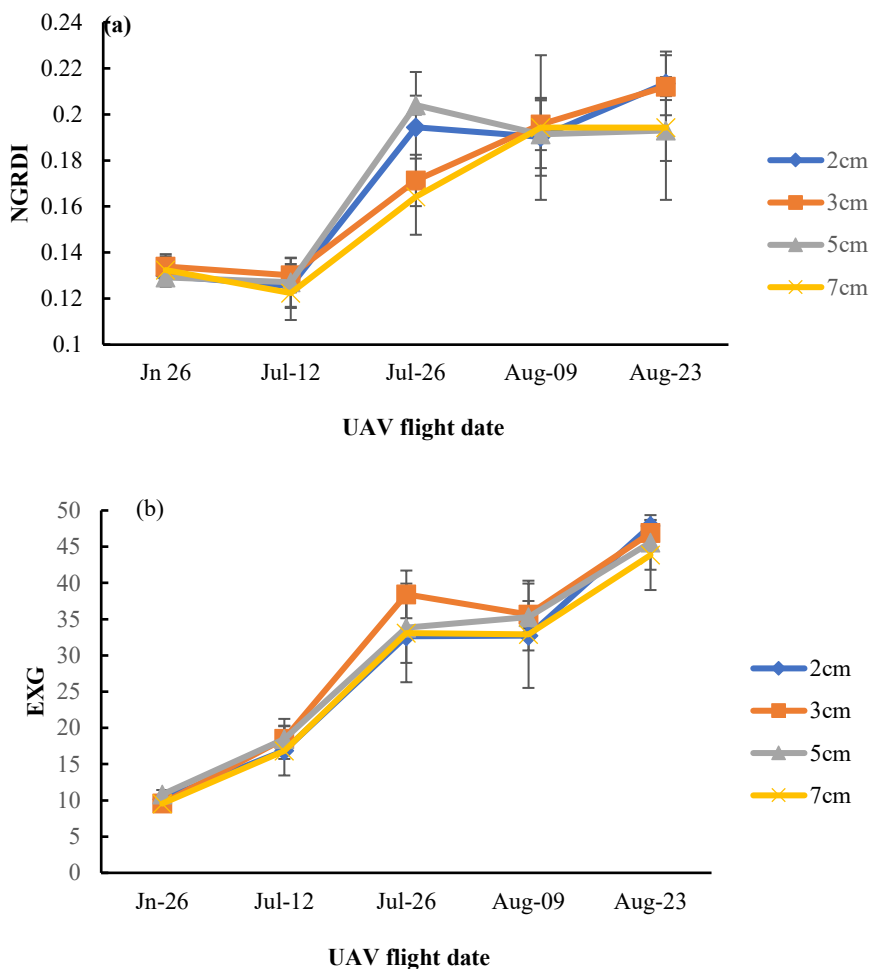 (a)
0.24
0.22
0.2
0.18
0.16
0.14
0.12
0.1
NGRDI
Jn 26 Jul-12 Jul-26 Aug-09 Aug-23
UAV flight date
2cm
3cm
5cm
7cm
(b)
50
45
40
35
30
25
20
15
10
5
0
EXG
Jn-26 Jul-12 Jul-26 Aug-09 Aug-23
UAV flight date
2cm
3cm
5cm
7cm